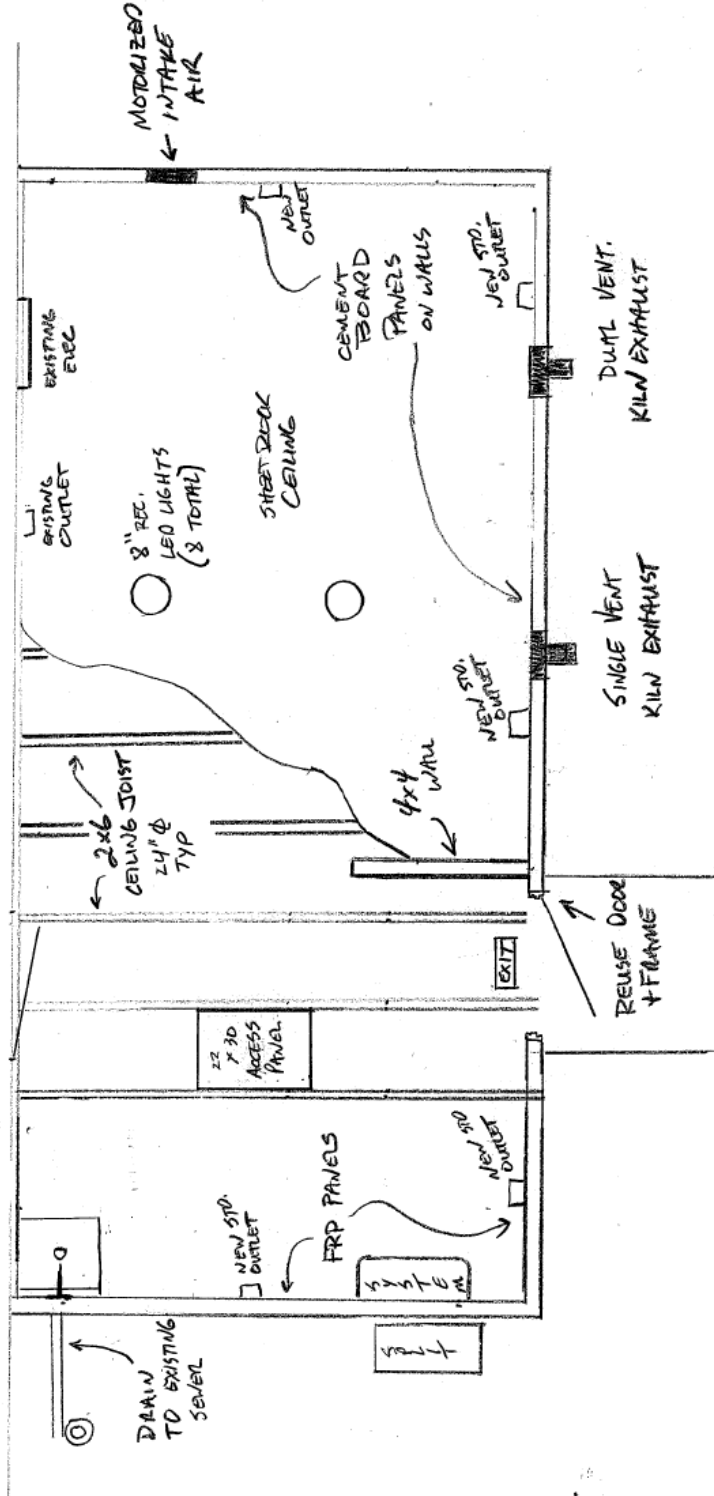 MOTORIZED
← INTAKE
AIR
EXISTING
ELEC
NEW
OUTLET
EXISTING
OUTLET
8" REC.
LED LIGHTS
(8 TOTAL)
SHEET ROCK
CEILING
CEMENT
BOARD
PANELS
ON WALLS
NEW STD.
OUTLET
DUAL VENT.
KILN EXHAUST
SINGLE VENT
KILN EXHAUST
NEW STD.
OUTLET
4x4
WALL
2x6
CEILING JOIST
24" ₵
TYP
EXIT
REUSE DOOR
+ FRAME
22
x 30
ACCESS
PANEL
NEW STD.
OUTLET
FRP PANELS
NEW STD
OUTLET
SYSTEM
SPLIT
DRAIN
TO EXISTING
SEWER